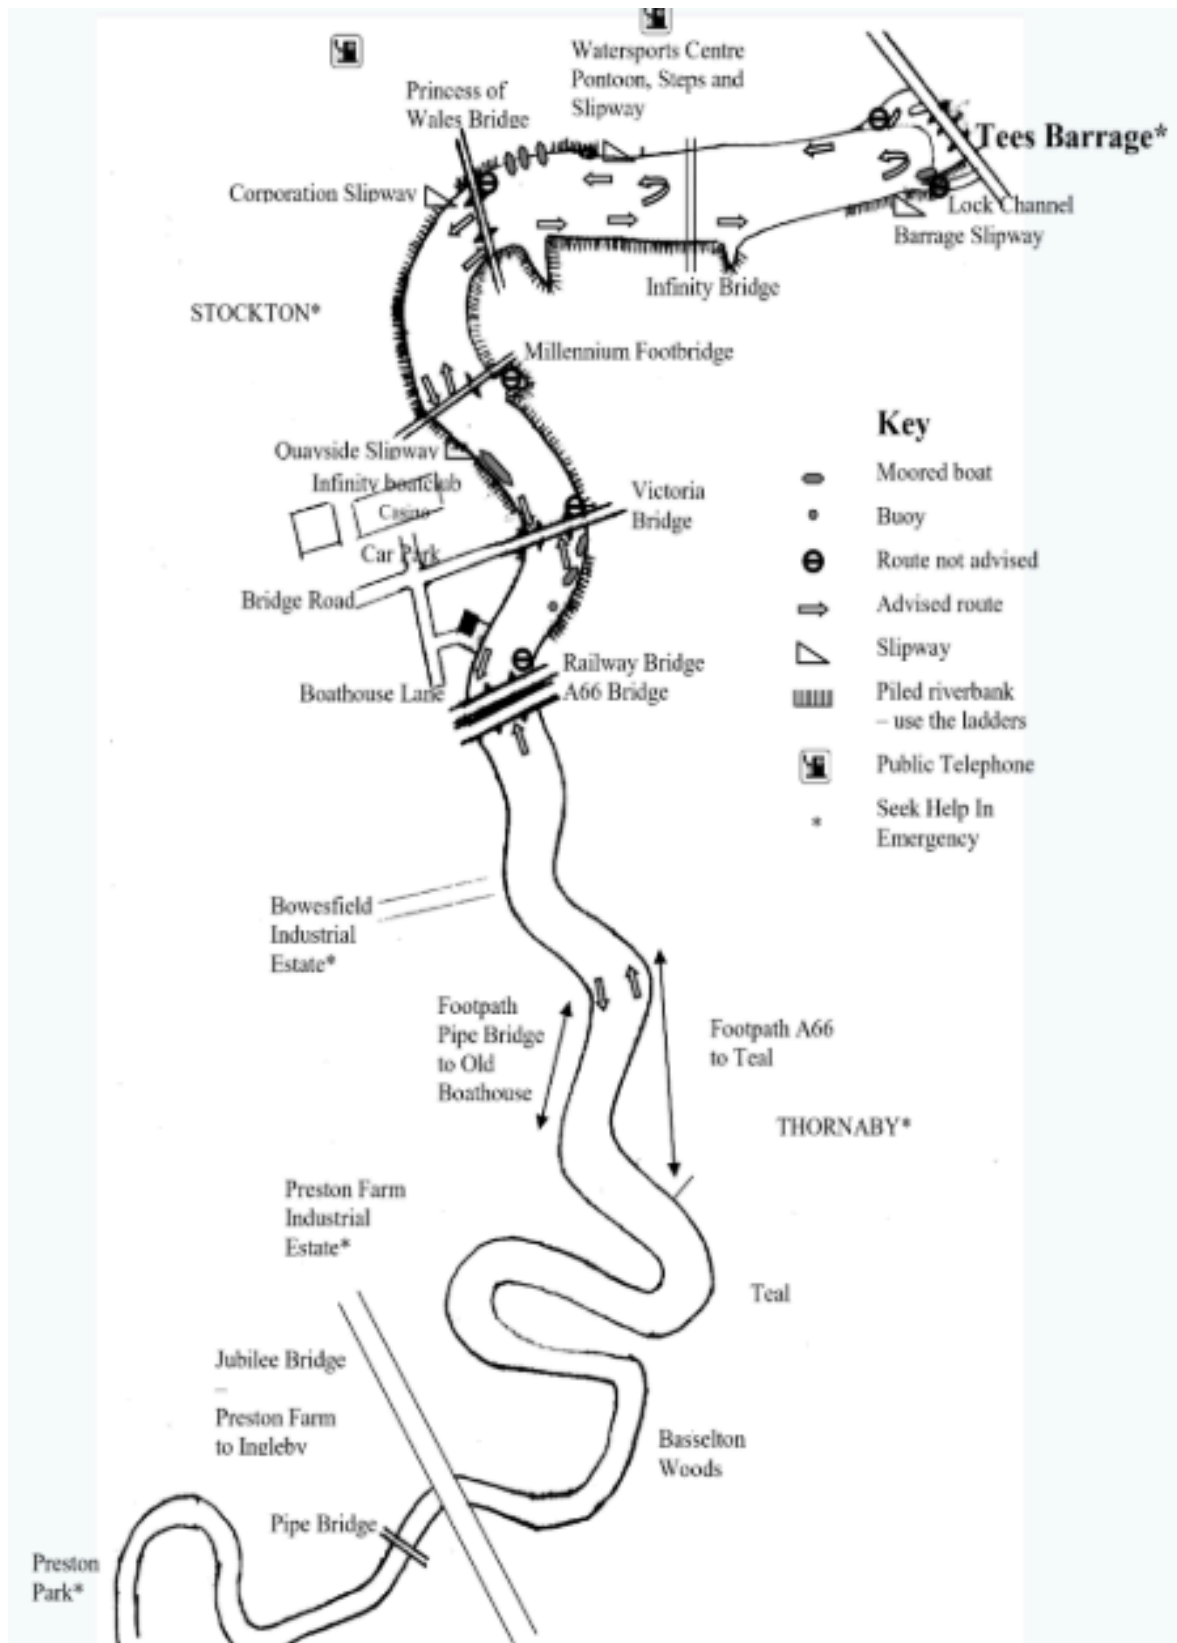 Watersports Centre
Pontoon, Steps and
Slipway
Princess of
Wales Bridge
Tees Barrage*
Corporation Slipway
Lock Channel
Barrage Slipway
Infinity Bridge
STOCKTON*
Millennium Footbridge
Key
Quayside Slipway
Infinity boatclub
Casino
Car Park
Victoria
Bridge
Bridge Road
Moored boat
Buoy
Route not advised
Advised route
Slipway
Piled riverbank
– use the ladders
Public Telephone
* Seek Help In
Emergency
Railway Bridge
A66 Bridge
Boathouse Lane
Bowesfield
Industrial
Estate*
Footpath
Pipe Bridge
to Old
Boathouse
Footpath A66
to Teal
THORNABY*
Preston Farm
Industrial
Estate*
Teal
Jubilee Bridge
–
Preston Farm
to Ingleby
Basselton
Woods
Pipe Bridge
Preston
Park*